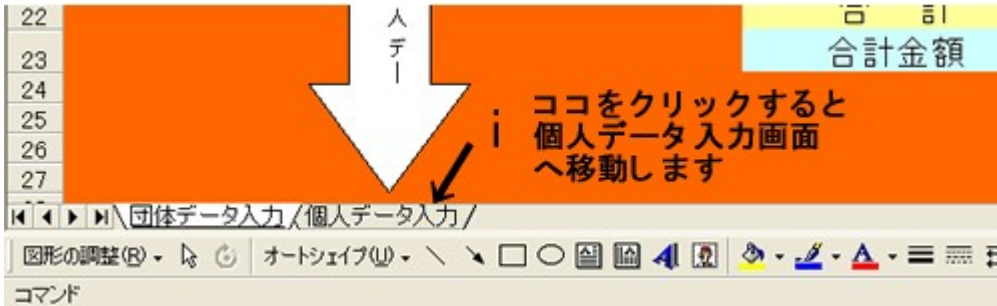 22
人
合 計
デ
ー
23
合計金額
24
25
i
ココをクリックすると
26
個人データ入力画面
27
へ移動します
団体データ入力
個人データ入力
図形の調整(R)
オートシェイプ(U)
A
コマンド